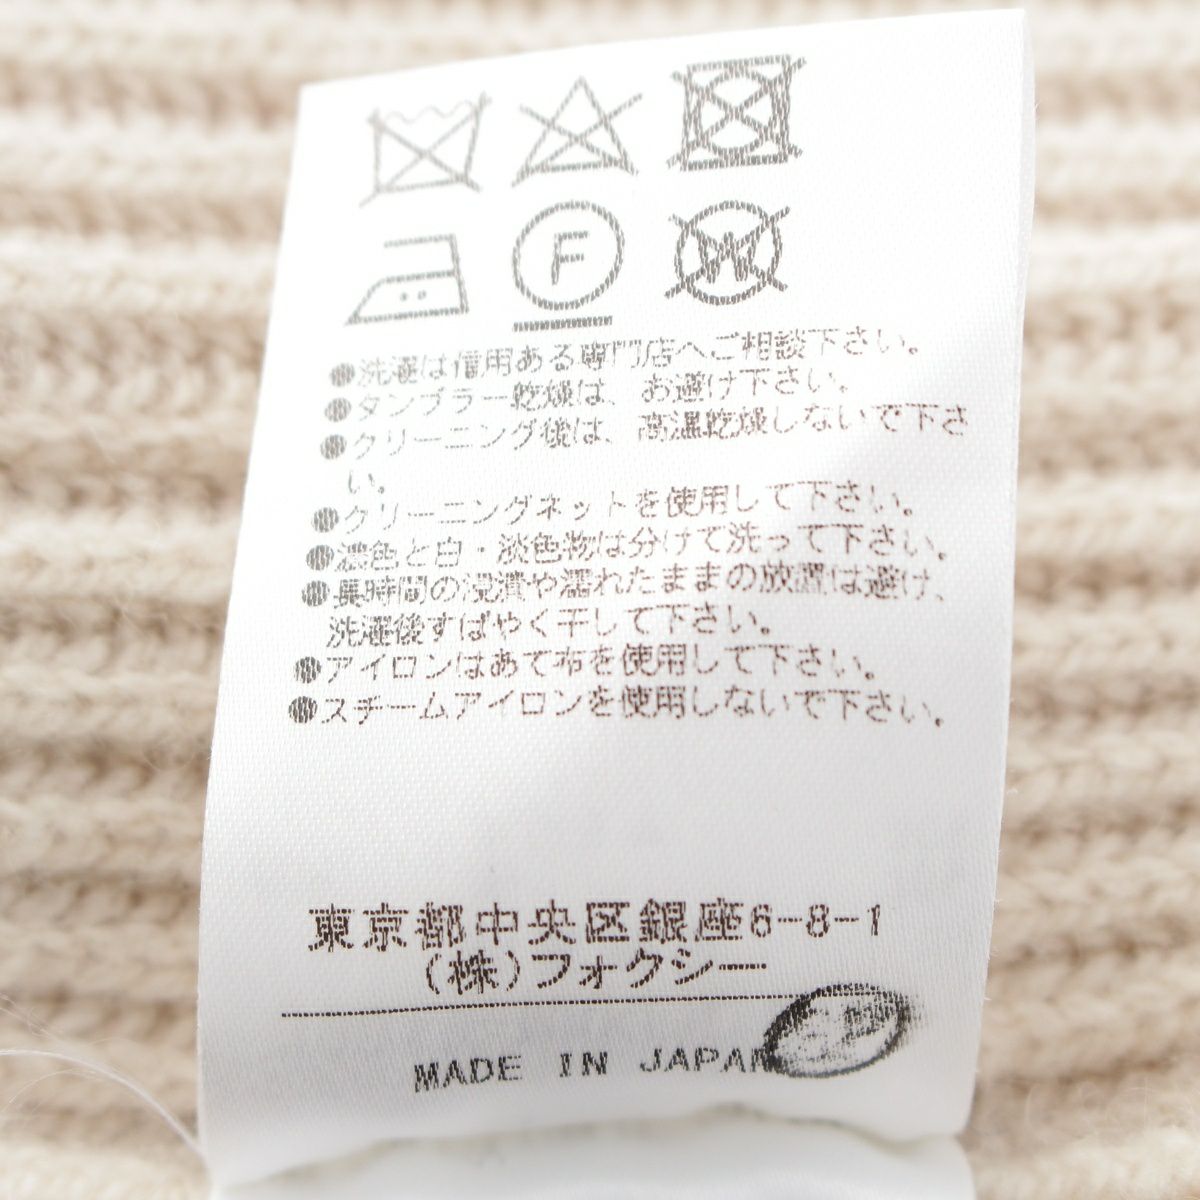 F
W
●洗濯は信用ある専門店へご相談下さい。
●タンブラー乾燥は、お避け下さい。
●クリーニング後は、高温乾燥しないで下さ
い。
●クリーニングネットを使用して下さい。
●濃色と白・淡色物は分けて洗って下さい。
●長時間の浸漬や濡れたままの放置は避け、
洗濯後すばやく干して下さい。
●アイロンはあて布を使用して下さい。
●スチームアイロンを使用しないで下さい。
東京都中央区銀座6-8-1
(株)フォクシー
MADE IN JAPAN